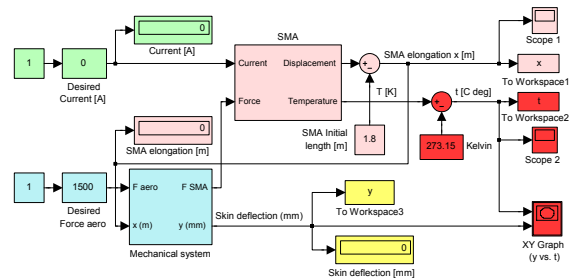 SMA
0
Current [A]
Scope 1
1
0
Desired
Current [A]
Current
Displacement
Force
Temperature
+
−
SMA elongation x [m]
x
To Workspace1
T [K]
+
−
t [C deg]
t
To Workspace2
1.8
SMA Initial
length [m]
273.15
Kelvin
Scope 2
0
SMA elongation [m]
1
1500
Desired
Force aero
F aero
F SMA
x (m)
y (mm)
Mechanical system
y
To Workspace3
Skin deflection (mm)
0
Skin deflection [mm]
XY Graph
(y vs. t)